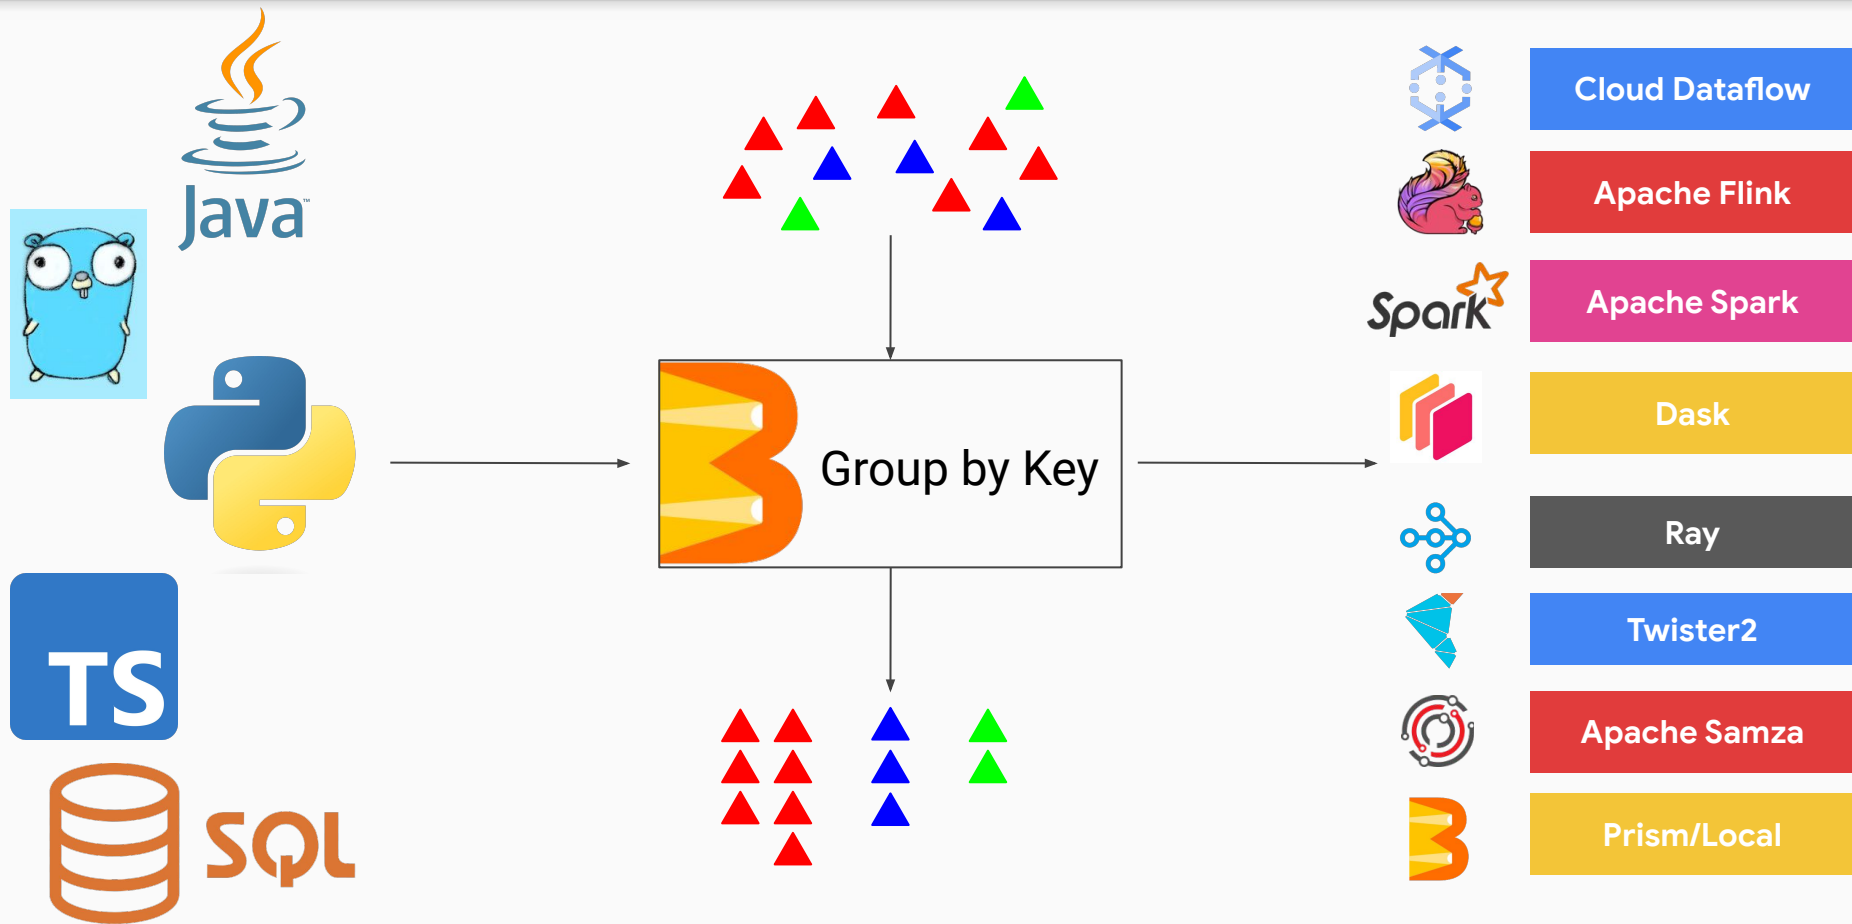 Java™
TS
SQL
Group by Key
Cloud Dataflow
Apache Flink
Spark
Apache Spark
Dask
Ray
Twister2
Apache Samza
Prism/Local